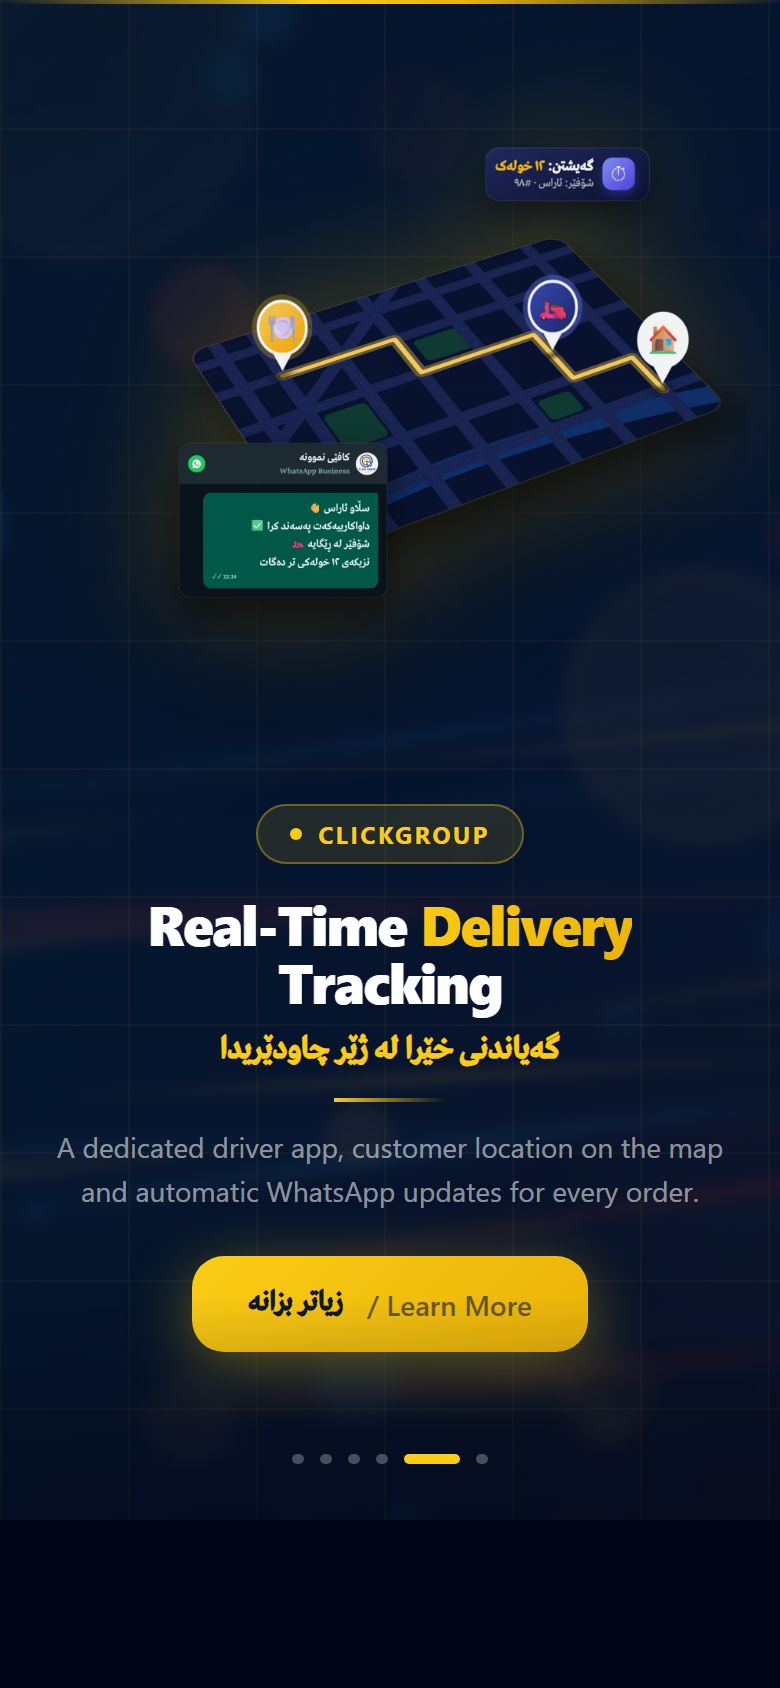 گەیشتن: ١٢ خولەک
شۆفێر: ئاراس · #٩٨
کافێی نموونە
WhatsApp Business
سڵاو ئاراس 👋
داواکارییەکەت پەسەند کرا ✅
شۆفێر لە ڕێگایە 🛵
نزیکەی ١٢ خولەکی تر دەگات
12:34 ✓✓
CLICKGROUP
Real-Time Delivery
Tracking
گەیاندنی خێرا لە ژێر چاودێریدا
A dedicated driver app, customer location on the map
and automatic WhatsApp updates for every order.
زیاتر بزانە / Learn More